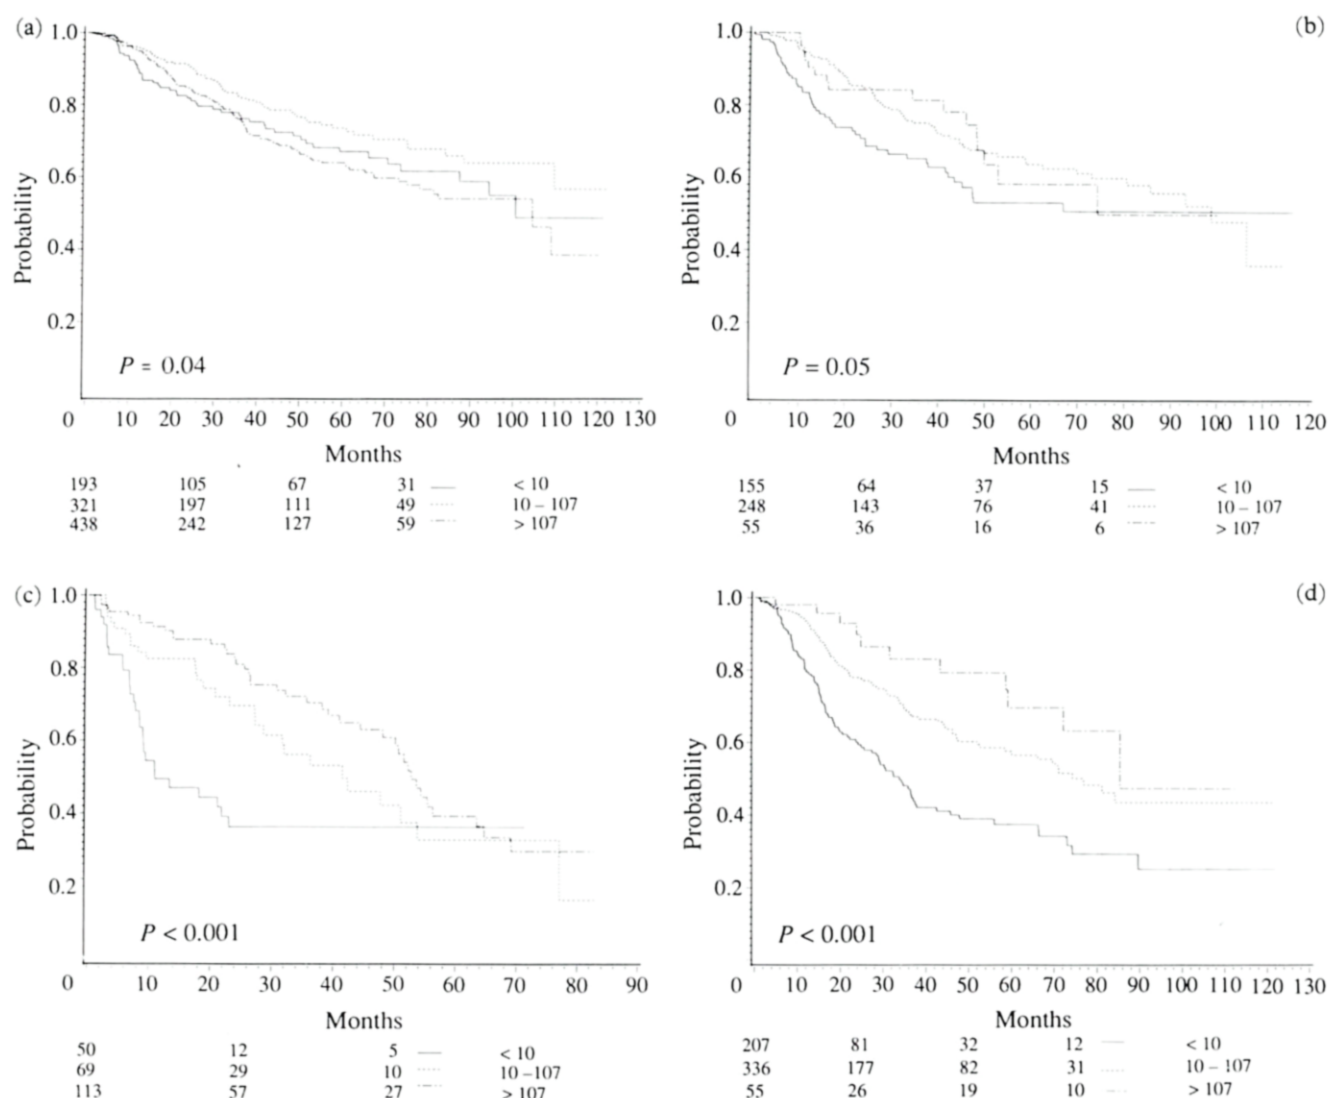 (a)
1.0
0.8
0.6
0.4
0.2
Probability
P = 0.04
0 10 20 30 40 50 60 70 80 90 100 110 120 130
Months
193 105 67 31 < 10
321 197 111 49 10 – 107
438 242 127 59 > 107
(b)
1.0
0.8
0.6
0.4
0.2
Probability
P = 0.05
0 10 20 30 40 50 60 70 80 90 100 110 120
Months
155 64 37 15 < 10
248 143 76 41 10 – 107
55 36 16 6 > 107
(c)
1.0
0.8
0.6
0.4
0.2
Probability
P < 0.001
0 10 20 30 40 50 60 70 80 90
Months
50 12 5 < 10
69 29 10 10 –107
113 57 27 > 107
(d)
1.0
0.8
0.6
0.4
0.2
Probability
P < 0.001
0 10 20 30 40 50 60 70 80 90 100 110 120 130
Months
207 81 32 12 < 10
336 177 82 31 10 – 107
55 26 19 10 > 107